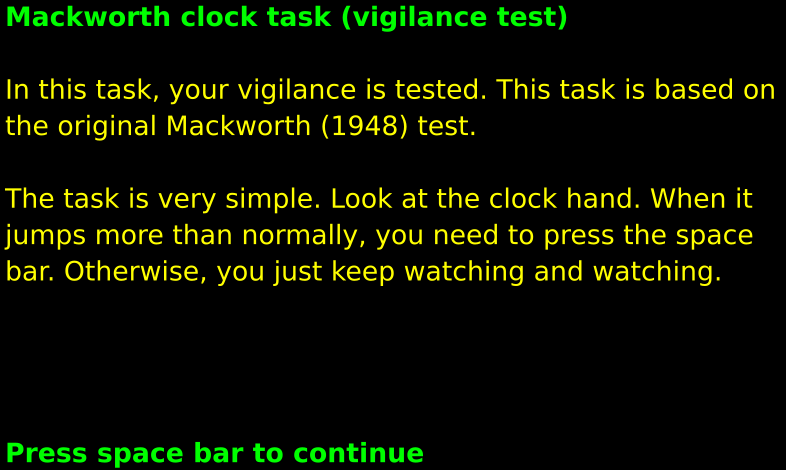 Mackworth clock task (vigilance test)
In this task, your vigilance is tested. This task is based on
the original Mackworth (1948) test.
The task is very simple. Look at the clock hand. When it
jumps more than normally, you need to press the space
bar. Otherwise, you just keep watching and watching.
Press space bar to continue